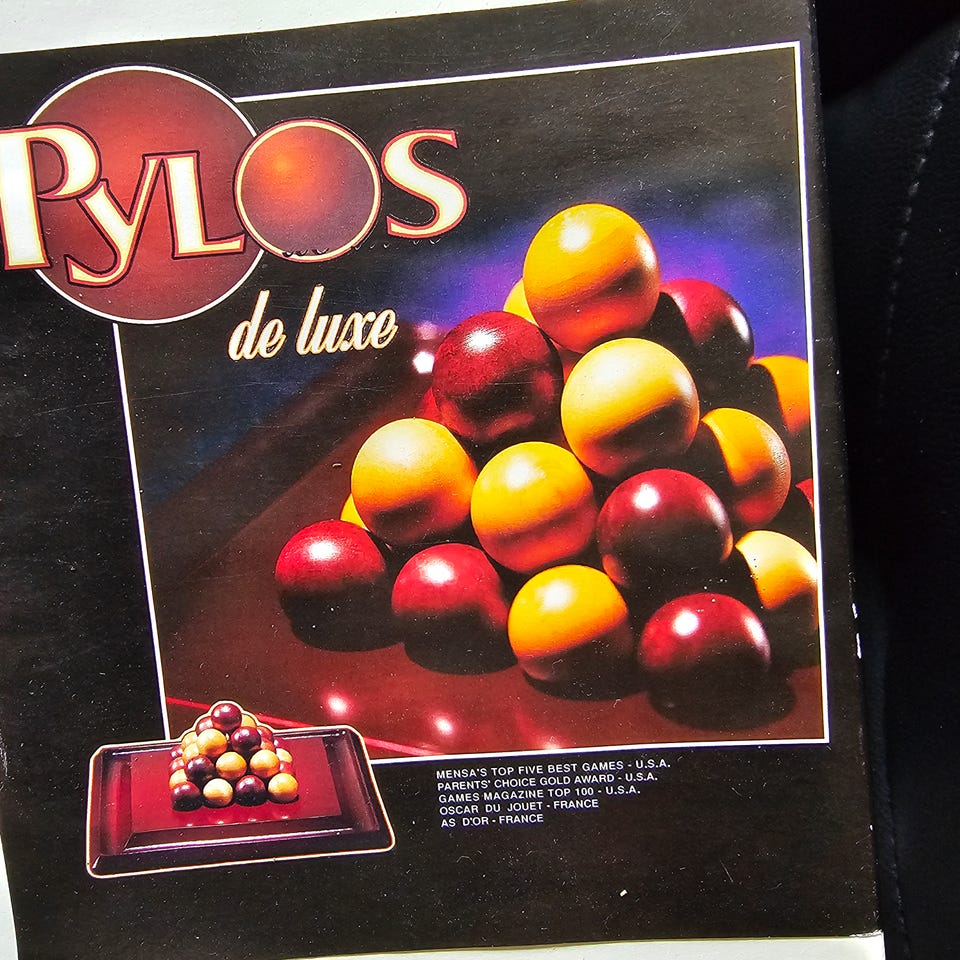 PYLOS
de luxe
MENSA'S TOP FIVE BEST GAMES - U.S.A.
PARENTS' CHOICE GOLD AWARD - U.S.A.
GAMES MAGAZINE TOP 100 - U.S.A.
OSCAR DU JOUET - FRANCE
AS D'OR - FRANCE